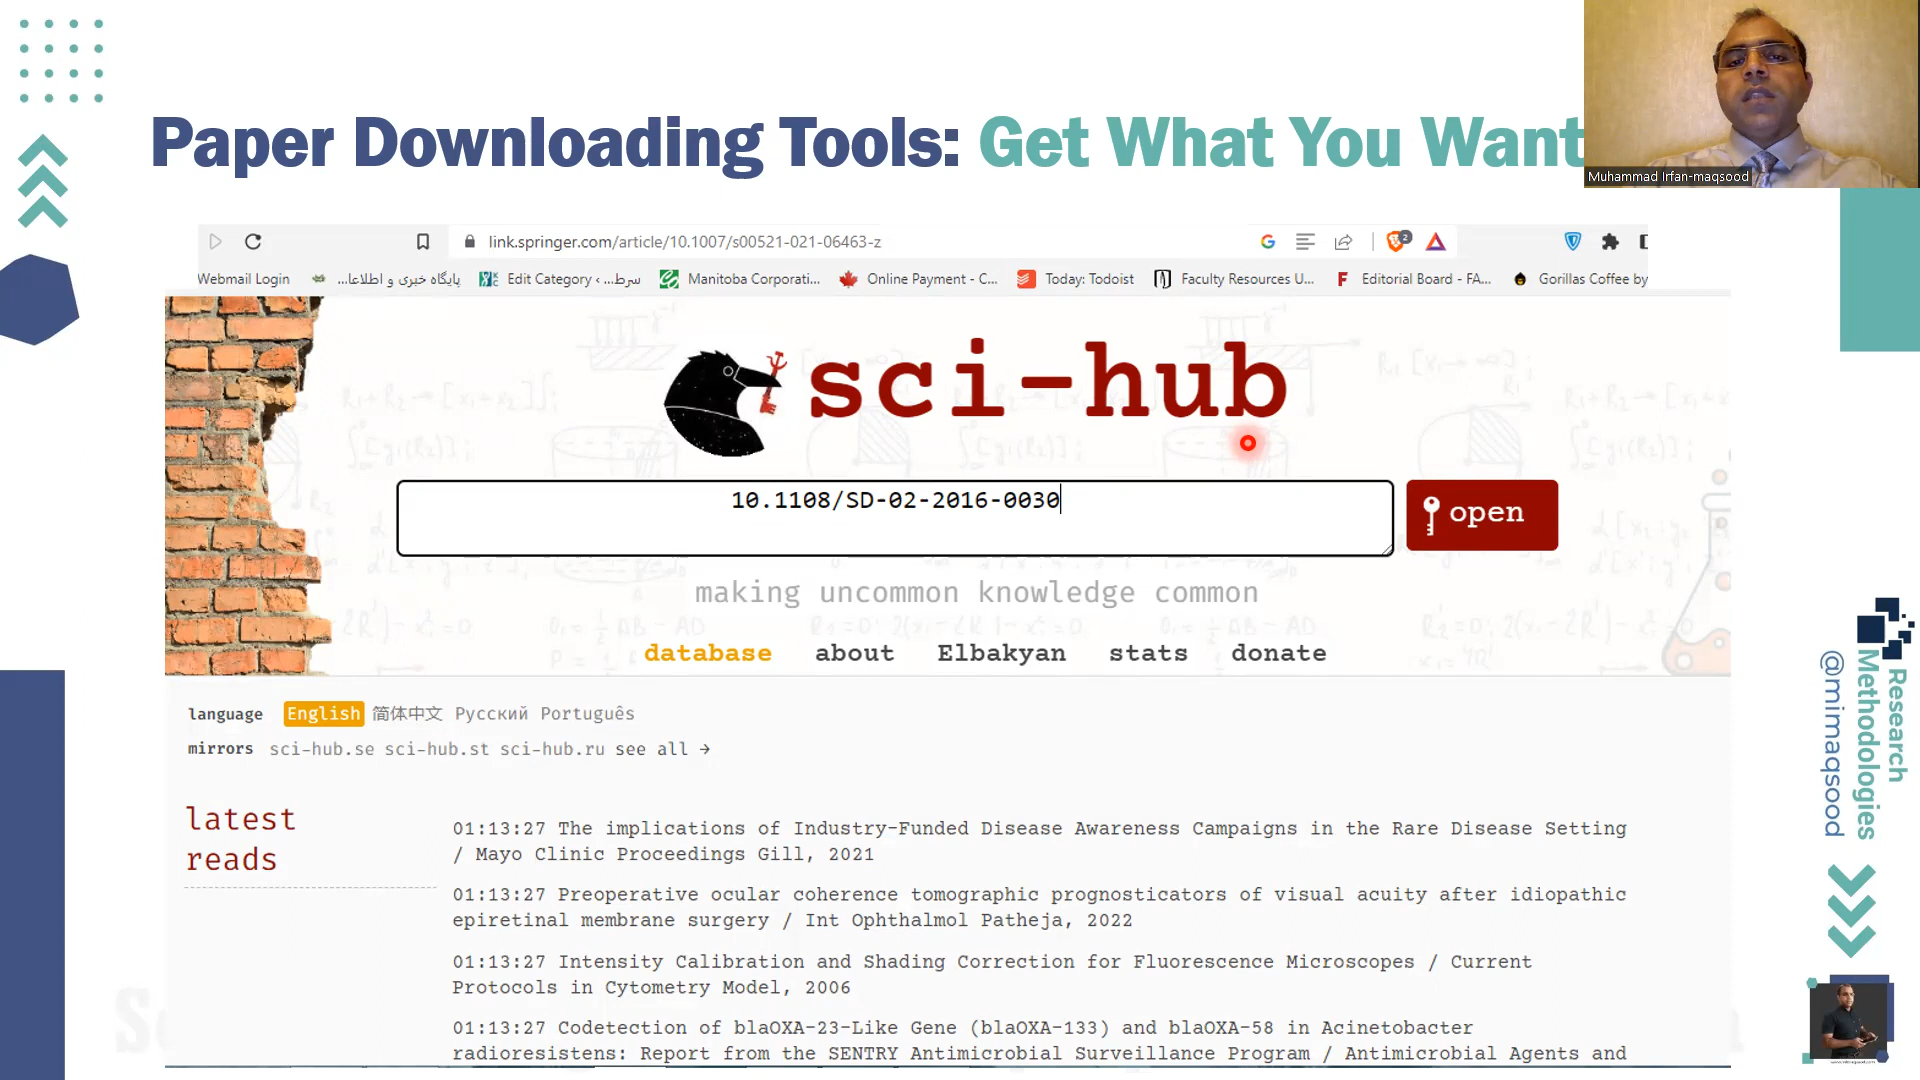 Paper Downloading Tools: Get What You Want
Muhammad Irfan-maqsood
link.springer.com/article/10.1007/s00521-021-06463-z
2
Webmail Login
پایگاه خبری و اطلاعا...
Edit Category ‹ سرط...
Manitoba Corporati...
Online Payment - C...
Today: Todoist
Faculty Resources U...
Editorial Board - FA...
Gorillas Coffee by
sci-hub
10.1108/SD-02-2016-0030
open
making uncommon knowledge common
database about Elbakyan stats donate
language English 简体中文 Русский Português
mirrors sci-hub.se sci-hub.st sci-hub.ru see all →
latest
reads
01:13:27 The implications of Industry-Funded Disease Awareness Campaigns in the Rare Disease Setting
/ Mayo Clinic Proceedings Gill, 2021
01:13:27 Preoperative ocular coherence tomographic prognosticators of visual acuity after idiopathic
epiretinal membrane surgery / Int Ophthalmol Patheja, 2022
01:13:27 Intensity Calibration and Shading Correction for Fluorescence Microscopes / Current
Protocols in Cytometry Model, 2006
01:13:27 Codetection of blaOXA-23-Like Gene (blaOXA-133) and blaOXA-58 in Acinetobacter
radioresistens: Report from the SENTRY Antimicrobial Surveillance Program / Antimicrobial Agents and
Research
Methodologies
@mimaqsood